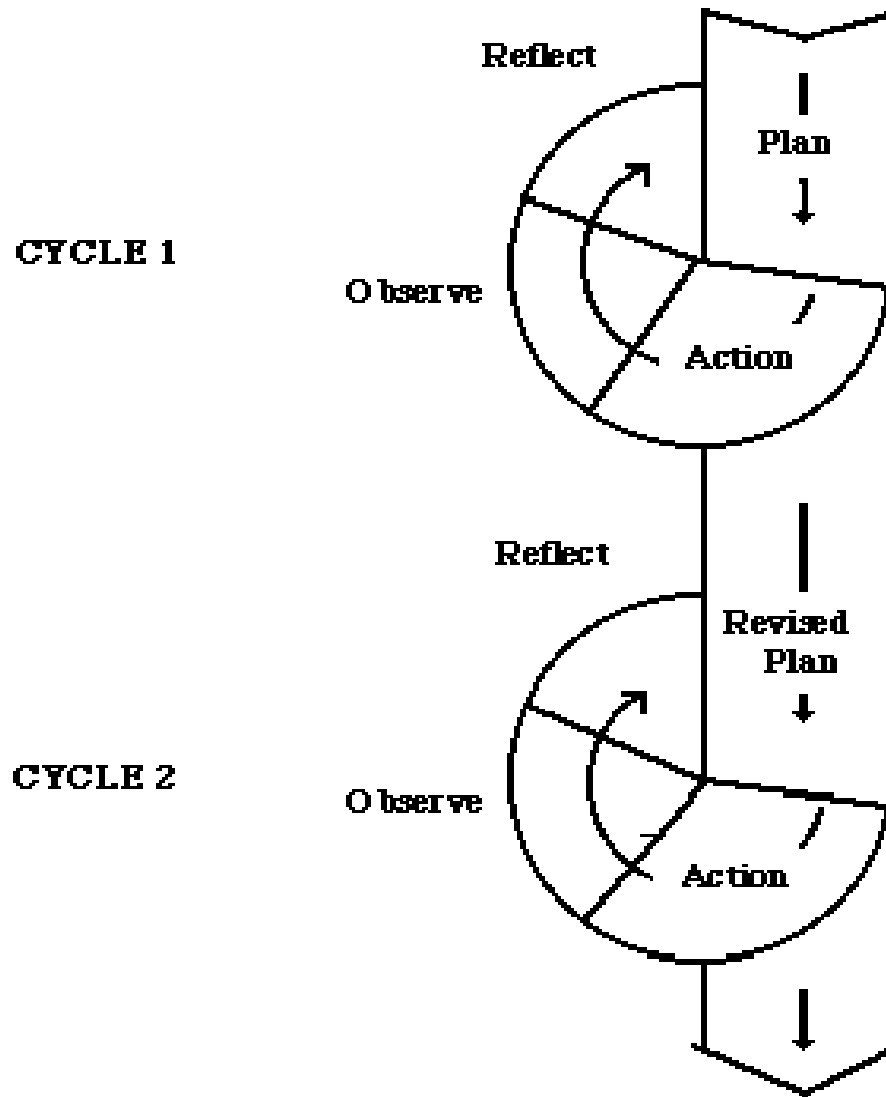 Reflect
Plan
CYCLE 1
Observe
Action
Reflect
Revised
Plan
CYCLE 2
Observe
Action